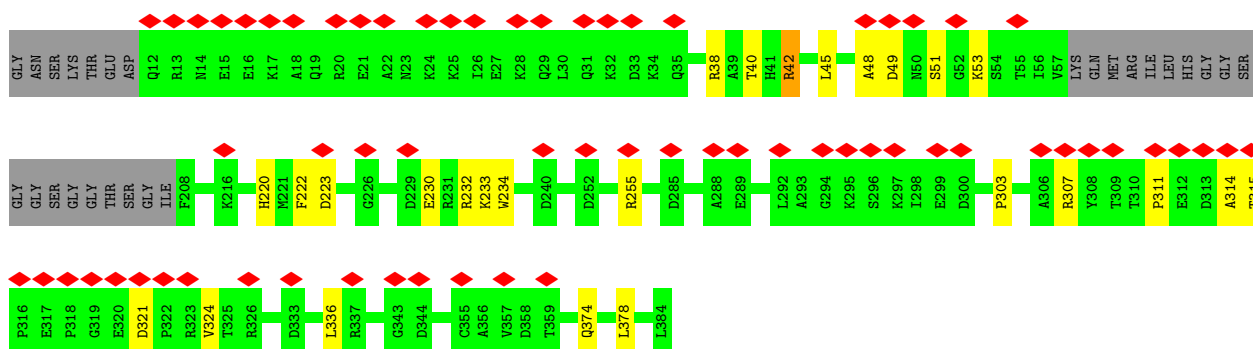 GLY ASN SER LYS THR GLU ASP Q12 R13 N14 E15 E16 K17 A18 Q19 R20 E21 A22 N23 K24 K25 I26 E27 K28 Q29 L30 Q31 K32 D33 K34 Q35 R38 A39 T40 H41 R42 L45 A48 D49 N50 S51 G52 K53 S54 T55 I56 V57 LYS GLN MET ARG ILE LEU HIS GLY GLY SER
GLY GLY SER GLY GLY THR SER GLY ILE F208 K216 H220 M221 F222 D223 G226 D229 E230 R231 R232 K233 W234 D240 D252 R255 D285 A288 E289 L292 A293 G294 K295 S296 K297 I298 E299 D300 P303 A306 R307 Y308 T309 T310 P311 E312 D313 A314 T315
P316 E317 P318 G319 E320 D321 P322 R323 V324 T325 R326 D333 L336 R337 G343 D344 C355 A356 V357 D358 T359 Q374 L378 L384